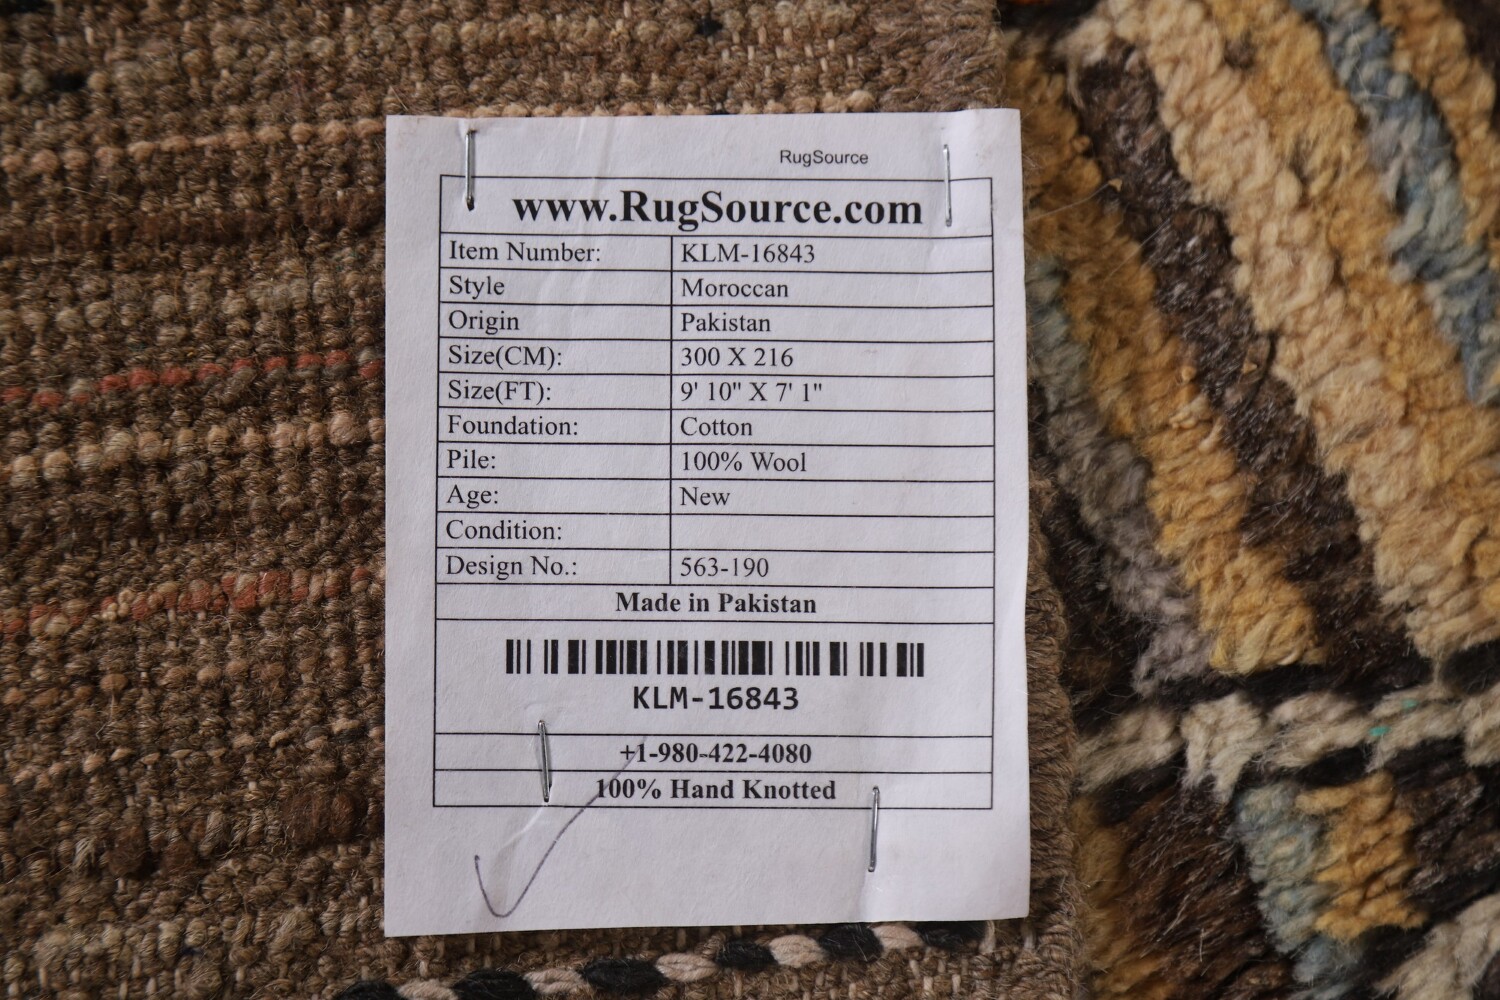 RugSource
www.RugSource.com
Item Number: KLM-16843
Style Moroccan
Origin Pakistan
Size(CM): 300 X 216
Size(FT): 9' 10" X 7' 1"
Foundation: Cotton
Pile: 100% Wool
Age: New
Condition:
Design No.: 563-190
Made in Pakistan
KLM-16843
+1-980-422-4080
100% Hand Knotted